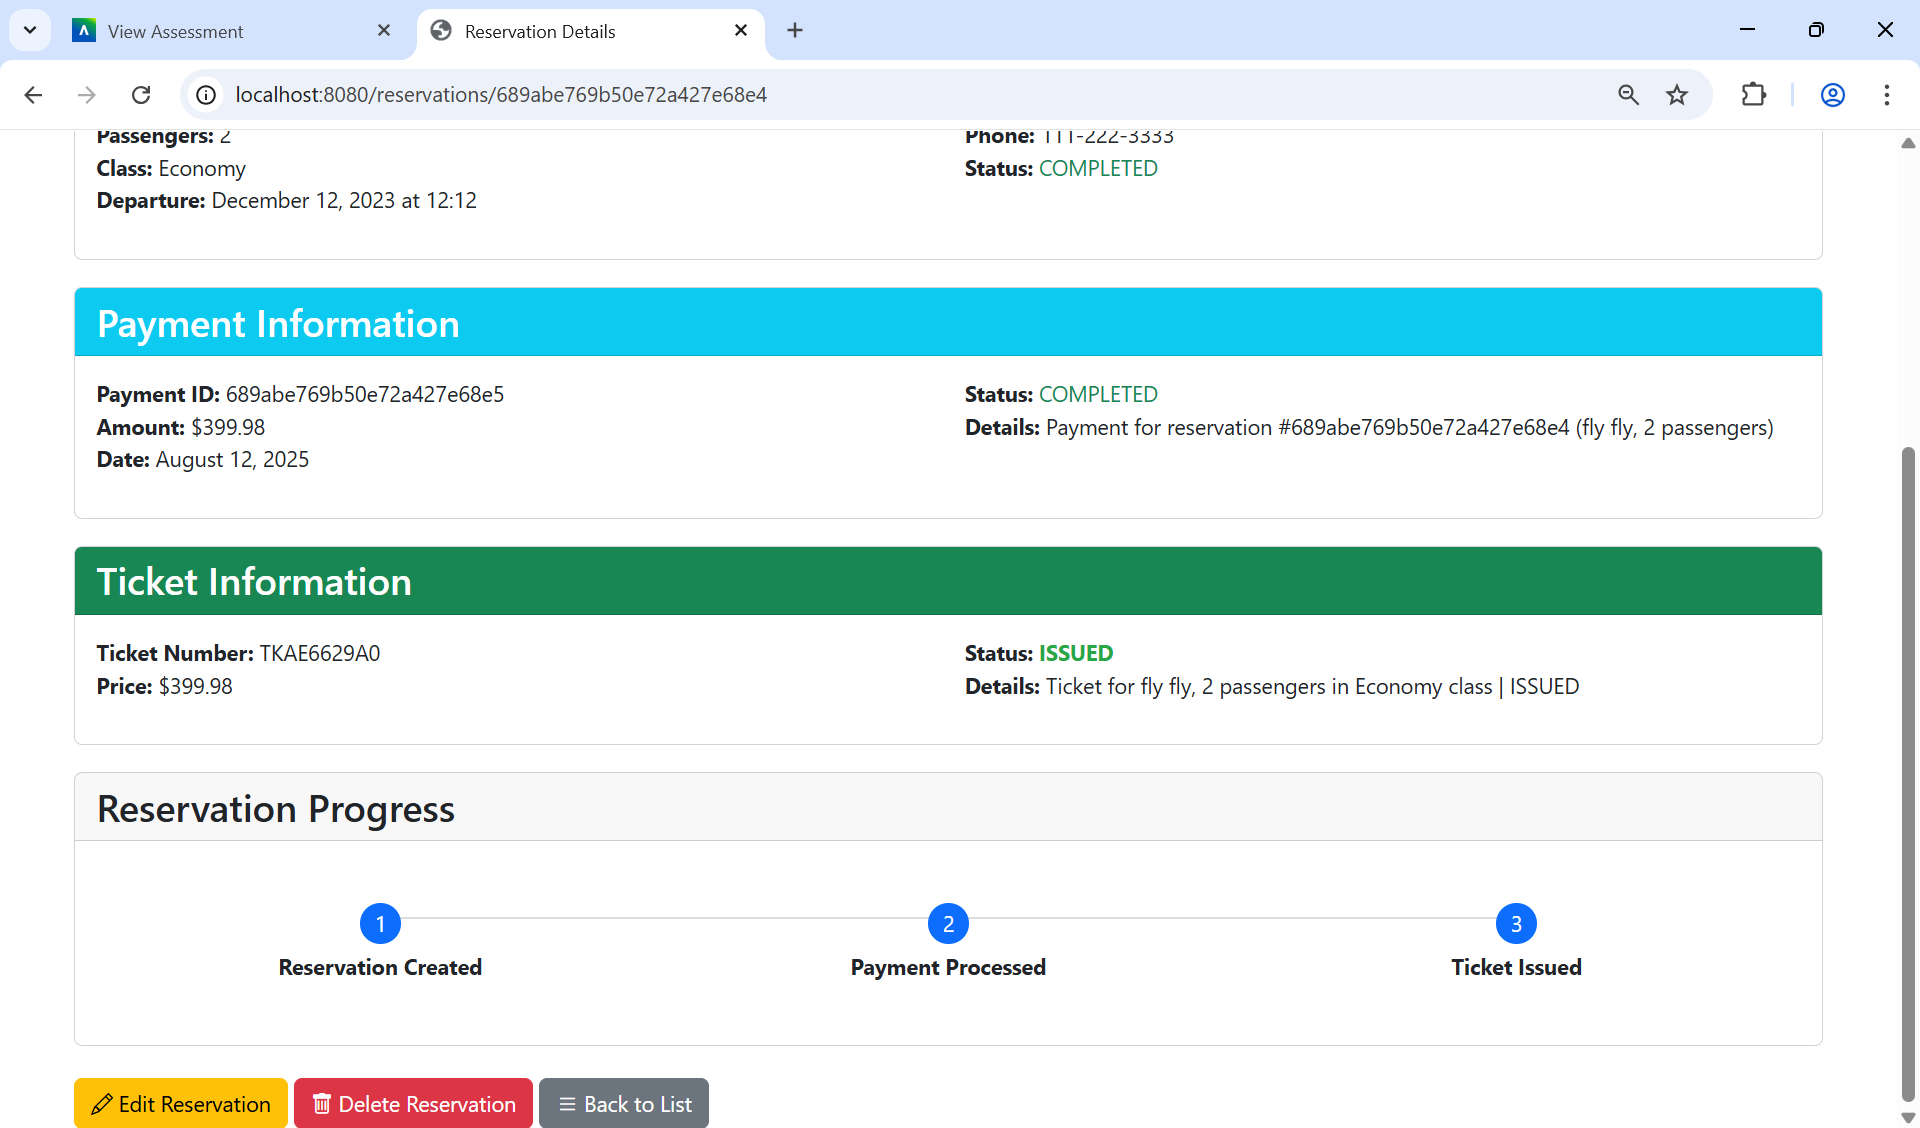 View Assessment
Reservation Details
localhost:8080/reservations/689abe769b50e72a427e68e4
Passengers: 2
Class: Economy
Departure: December 12, 2023 at 12:12
Phone: 111-222-3333
Status: COMPLETED
Payment Information
Payment ID: 689abe769b50e72a427e68e5
Amount: $399.98
Date: August 12, 2025
Status: COMPLETED
Details: Payment for reservation #689abe769b50e72a427e68e4 (fly fly, 2 passengers)
Ticket Information
Ticket Number: TKAE6629A0
Price: $399.98
Status: ISSUED
Details: Ticket for fly fly, 2 passengers in Economy class | ISSUED
Reservation Progress
1
2
3
Reservation Created
Payment Processed
Ticket Issued
Edit Reservation
Delete Reservation
Back to List